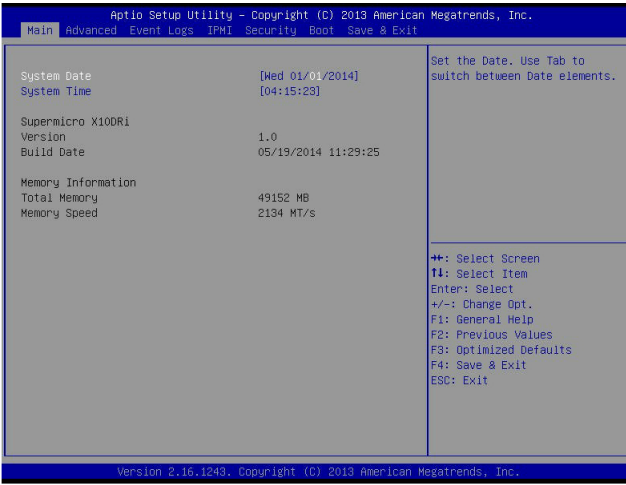 Aptio Setup Utility – Copyright (C) 2013 American Megatrends, Inc.
Main Advanced Event Logs IPMI Security Boot Save & Exit
System Date [Wed 01/01/2014]
System Time [04:15:23]
Supermicro X10DRi
Version 1.0
Build Date 05/19/2014 11:29:25
Memory Information
Total Memory 49152 MB
Memory Speed 2134 MT/s
Set the Date. Use Tab to
switch between Date elements.
→←: Select Screen
↑↓: Select Item
Enter: Select
+/-: Change Opt.
F1: General Help
F2: Previous Values
F3: Optimized Defaults
F4: Save & Exit
ESC: Exit
Version 2.16.1243. Copyright (C) 2013 American Megatrends, Inc.